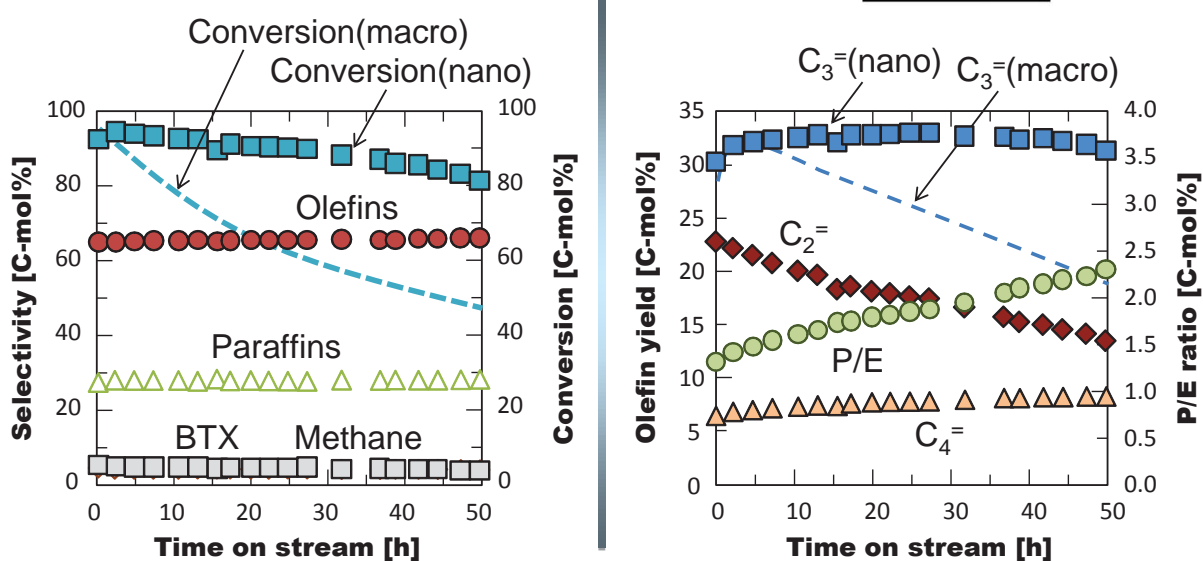 Conversion(macro)
Conversion(nano)
100
80
60
40
20
0
Selectivity [C-mol%]
Olefins
Paraffins
BTX
Methane
100
80
60
40
20
0
Conversion [C-mol%]
0 10 20 30 40 50
Time on stream [h]
C₃⁼(nano)
C₃⁼(macro)
35
30
25
20
15
10
5
0
Olefin yield [C-mol%]
C₂⁼
P/E
C₄⁼
4.0
3.5
3.0
2.5
2.0
1.5
1.0
0.5
0.0
P/E ratio [C-mol%]
0 10 20 30 40 50
Time on stream [h]